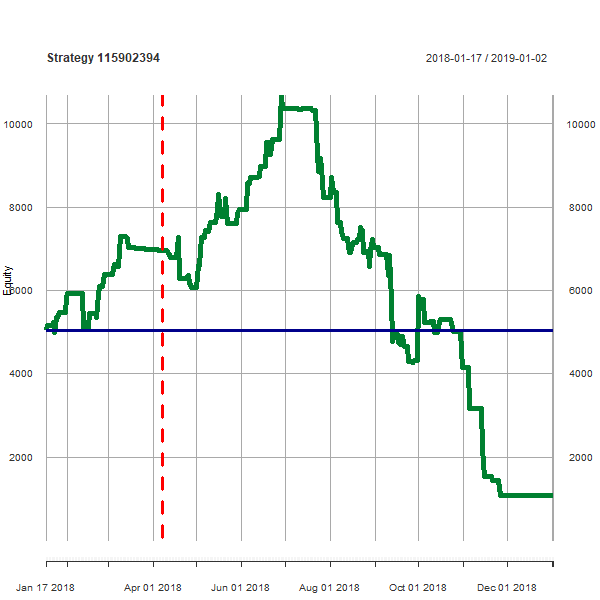 Strategy 115902394
2018-01-17 / 2019-01-02
10000
10000
8000
8000
Equity
6000
6000
4000
4000
2000
2000
Jan 17 2018
Apr 01 2018
Jun 01 2018
Aug 01 2018
Oct 01 2018
Dec 01 2018